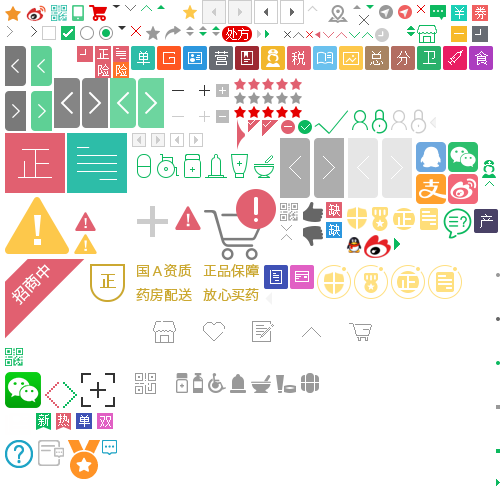 ¥ 券
处方
正险 责险 单 G 营 税 总 分 卫 食
正
缺
正 产
缺
招商中
正
国A资质 正品保障
药房配送 放心买药
正
新 热 单 双